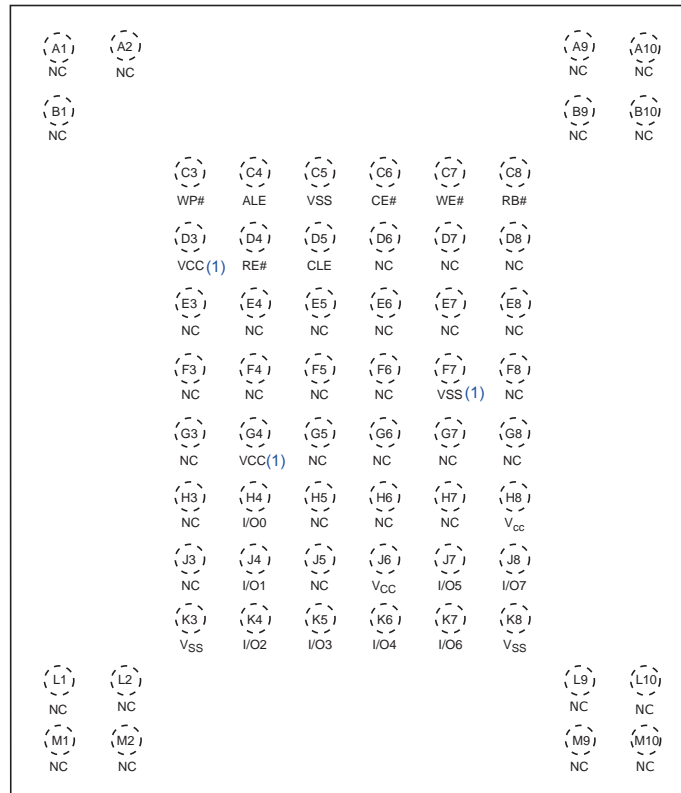 A1 A2 A9 A10
NC NC NC NC
B1 B9 B10
NC NC NC
C3 C4 C5 C6 C7 C8
WP# ALE VSS CE# WE# RB#
D3 D4 D5 D6 D7 D8
VCC(1) RE# CLE NC NC NC
E3 E4 E5 E6 E7 E8
NC NC NC NC NC NC
F3 F4 F5 F6 F7 F8
NC NC NC NC VSS(1) NC
G3 G4 G5 G6 G7 G8
NC VCC(1) NC NC NC NC
H3 H4 H5 H6 H7 H8
NC I/O0 NC NC NC Vcc
J3 J4 J5 J6 J7 J8
NC I/O1 NC VCC I/O5 I/O7
K3 K4 K5 K6 K7 K8
VSS I/O2 I/O3 I/O4 I/O6 VSS
L1 L2 L9 L10
NC NC NC NC
M1 M2 M9 M10
NC NC NC NC